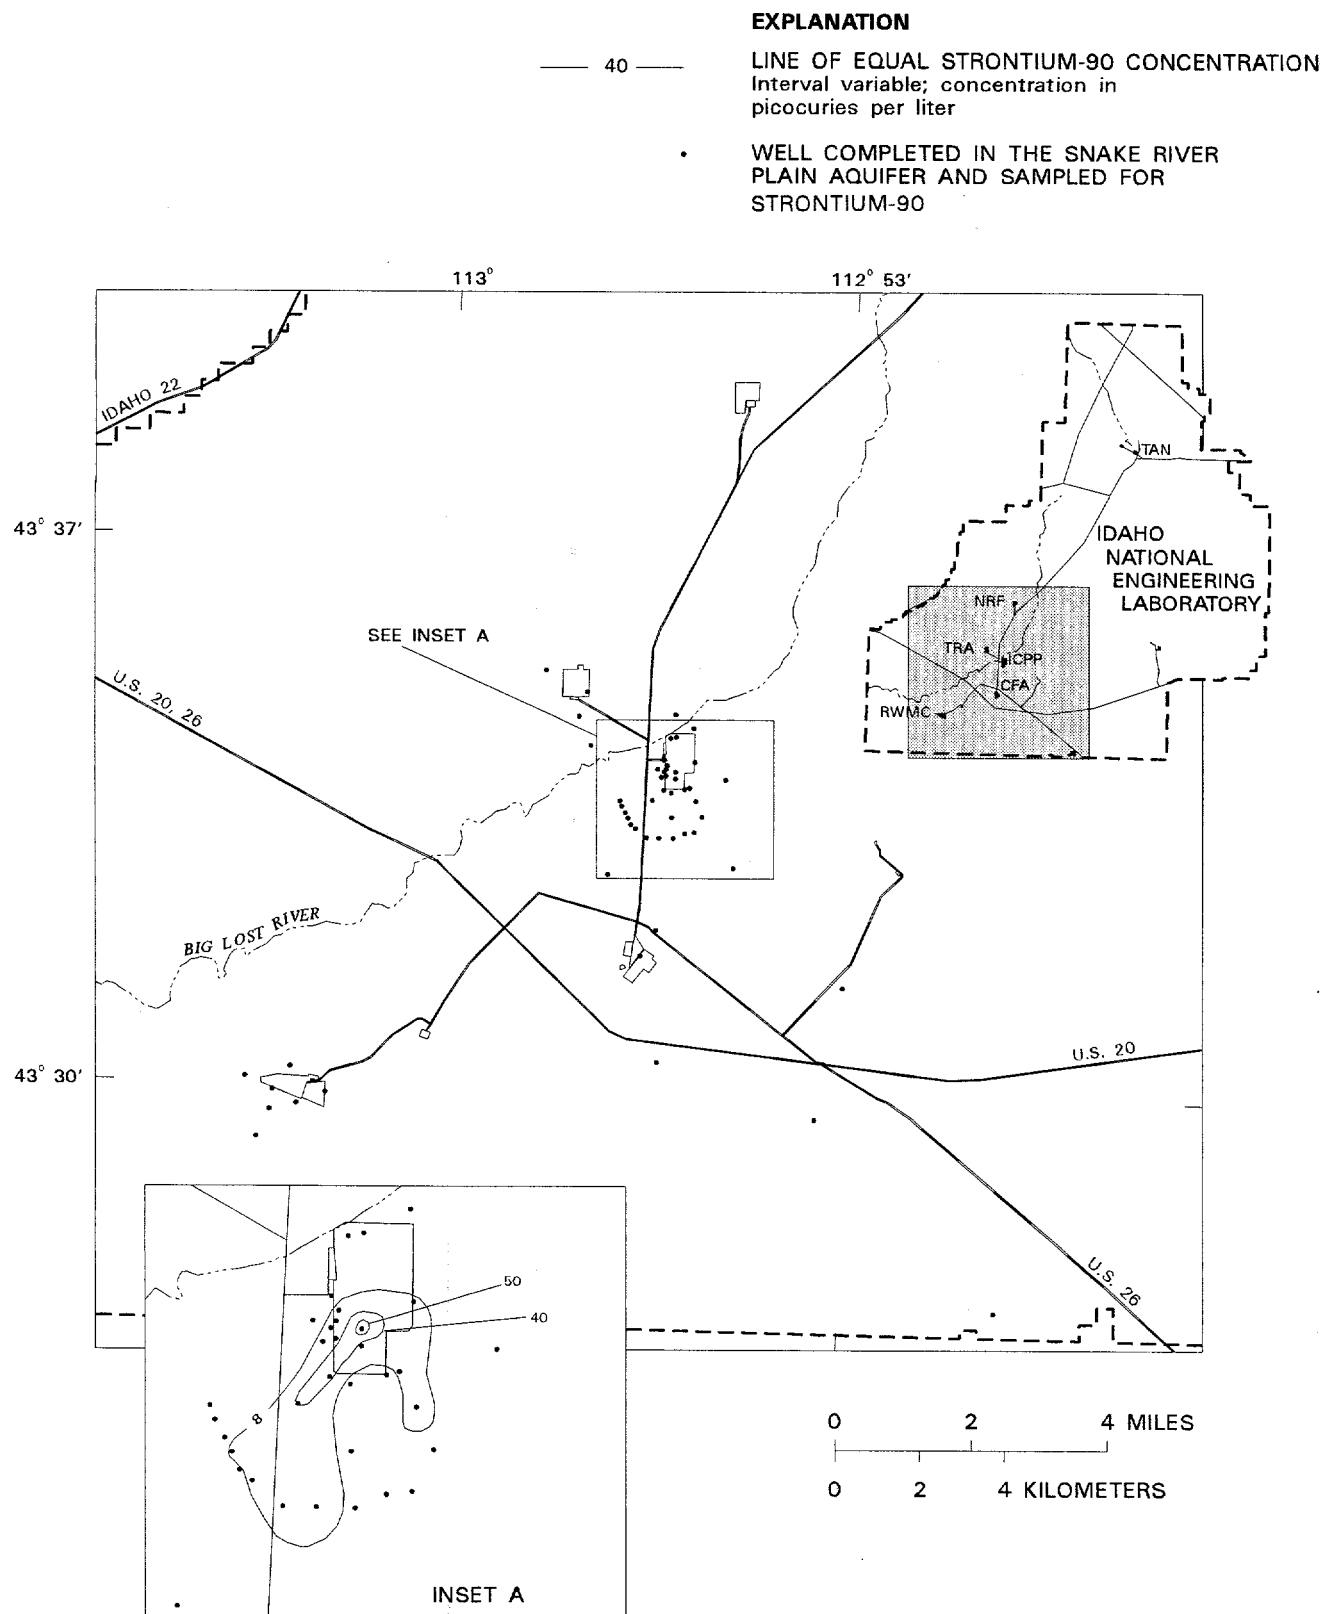 EXPLANATION
40
LINE OF EQUAL STRONTIUM-90 CONCENTRATION
Interval variable; concentration in
picocuries per liter
WELL COMPLETED IN THE SNAKE RIVER
PLAIN AQUIFER AND SAMPLED FOR
STRONTIUM-90
113°
112° 53'
IDAHO 22
TAN
43° 37'
IDAHO
NATIONAL
ENGINEERING
LABORATORY
NRF
SEE INSET A
TRA
ICPP
CFA
RWMC
U.S. 20, 26
BIG LOST RIVER
U.S. 20
43° 30'
U.S. 26
50
40
8
0 2 4 MILES
0 2 4 KILOMETERS
INSET A